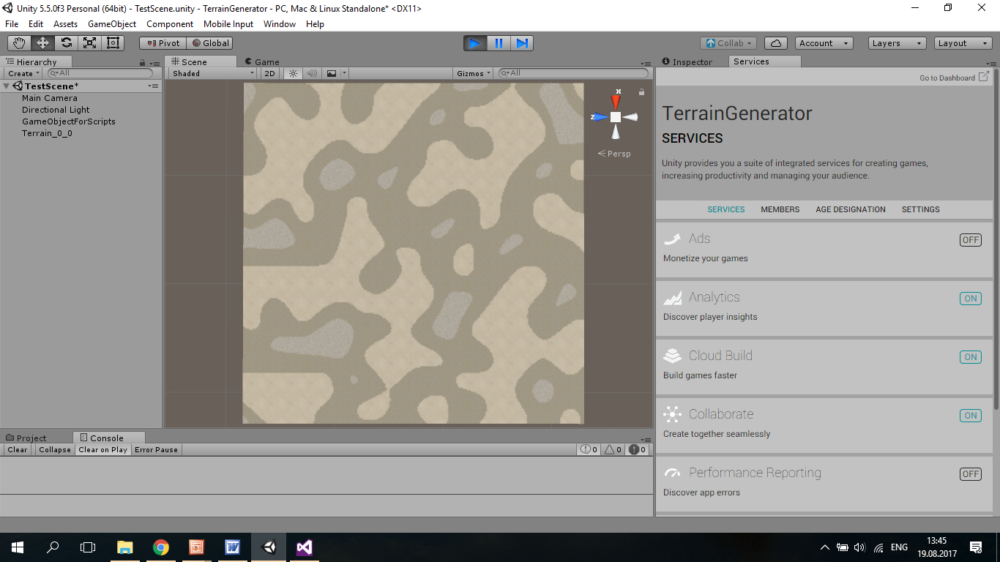 Unity 5.5.0f3 Personal (64bit) - TestScene.unity - TerrainGenerator - PC, Mac & Linux Standalone* <DX11>
File Edit Assets GameObject Component Mobile Input Window Help
Pivot Global Collab Account Layers Layout
Hierarchy
Create All
TestScene*
Main Camera
Directional Light
GameObjectForScripts
Terrain_0_0
Scene Game
Shaded 2D Gizmos All
x
z
Persp
Inspector Services
Go to Dashboard
TerrainGenerator
SERVICES
Unity provides you a suite of integrated services for creating games,
increasing productivity and managing your audience.
SERVICES MEMBERS AGE DESIGNATION SETTINGS
Ads OFF
Monetize your games
Analytics ON
Discover player insights
Cloud Build ON
Build games faster
Collaborate ON
Create together seamlessly
Performance Reporting OFF
Discover app errors
Project Console
Clear Collapse Clear on Play Error Pause 0 0 0
ENG
13:45
19.08.2017